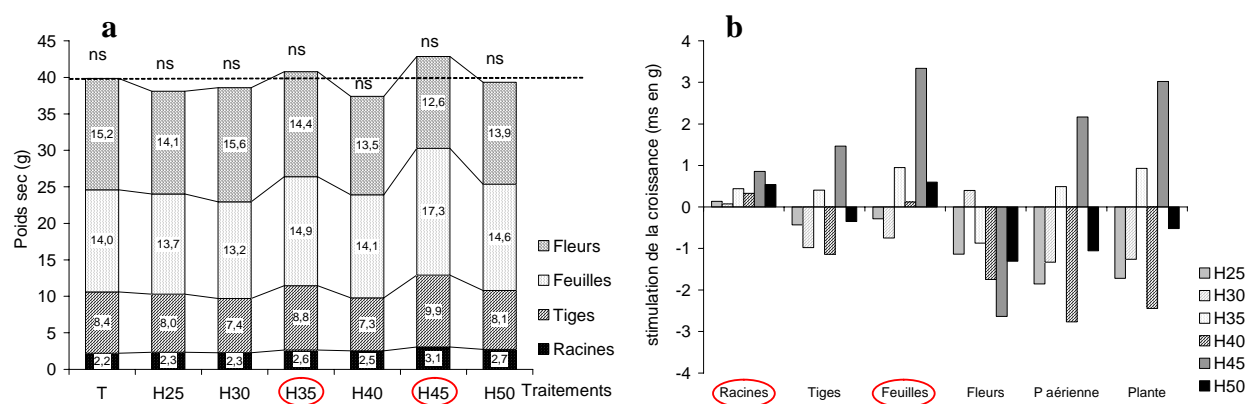 a
45
40
35
30
25
20
15
10
5
0
Poids sec (g)
ns ns ns ns ns ns ns
15,2 14,1 15,6 14,4 13,5 12,6 13,9
14,0 13,7 13,2 14,9 14,1 17,3 14,6
8,4 8,0 7,4 8,8 7,3 9,9 8,1
2,2 2,3 2,3 2,6 2,5 3,1 2,7
T H25 H30 H35 H40 H45 H50 Traitements
Fleurs
Feuilles
Tiges
Racines
b
4
3
2
1
0
-1
-2
-3
-4
stimulation de la croissance (ms en g)
Racines Tiges Feuilles Fleurs P aérienne Plante
H25
H30
H35
H40
H45
H50